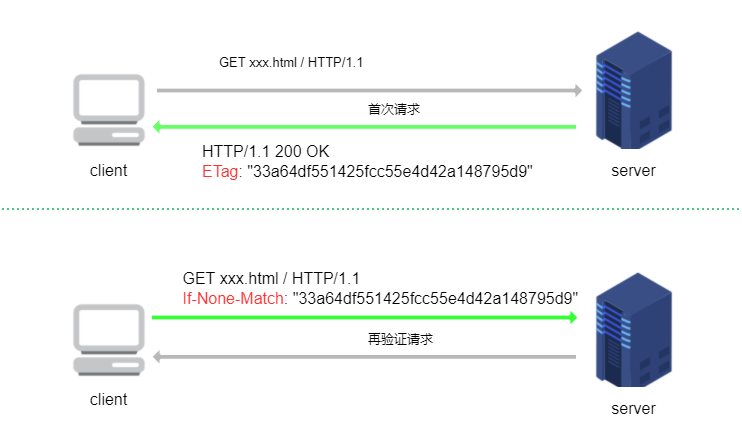 GET xxx.html / HTTP/1.1
首次请求
client
server
HTTP/1.1 200 OK
ETag: "33a64df551425fcc55e4d42a148795d9"
GET xxx.html / HTTP/1.1
If-None-Match: "33a64df551425fcc55e4d42a148795d9"
再验证请求
client
server